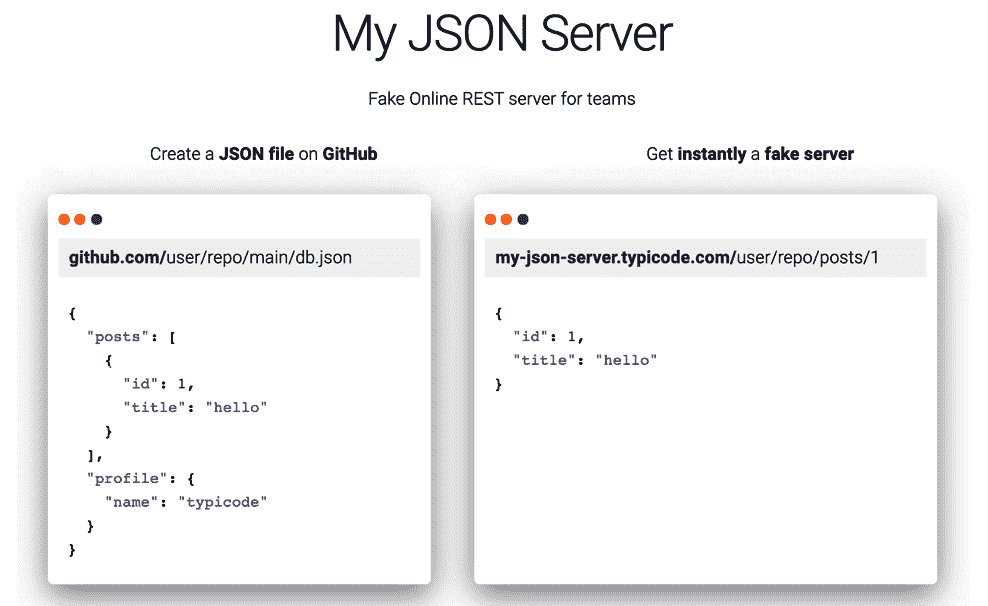 My JSON Server
Fake Online REST server for teams
Create a JSON file on GitHub
github.com/user/repo/main/db.json
{
  "posts": [
    {
      "id": 1,
      "title": "hello"
    }
  ],
  "profile": {
    "name": "typicode"
  }
}
Get instantly a fake server
my-json-server.typicode.com/user/repo/posts/1
{
  "id": 1,
  "title": "hello"
}